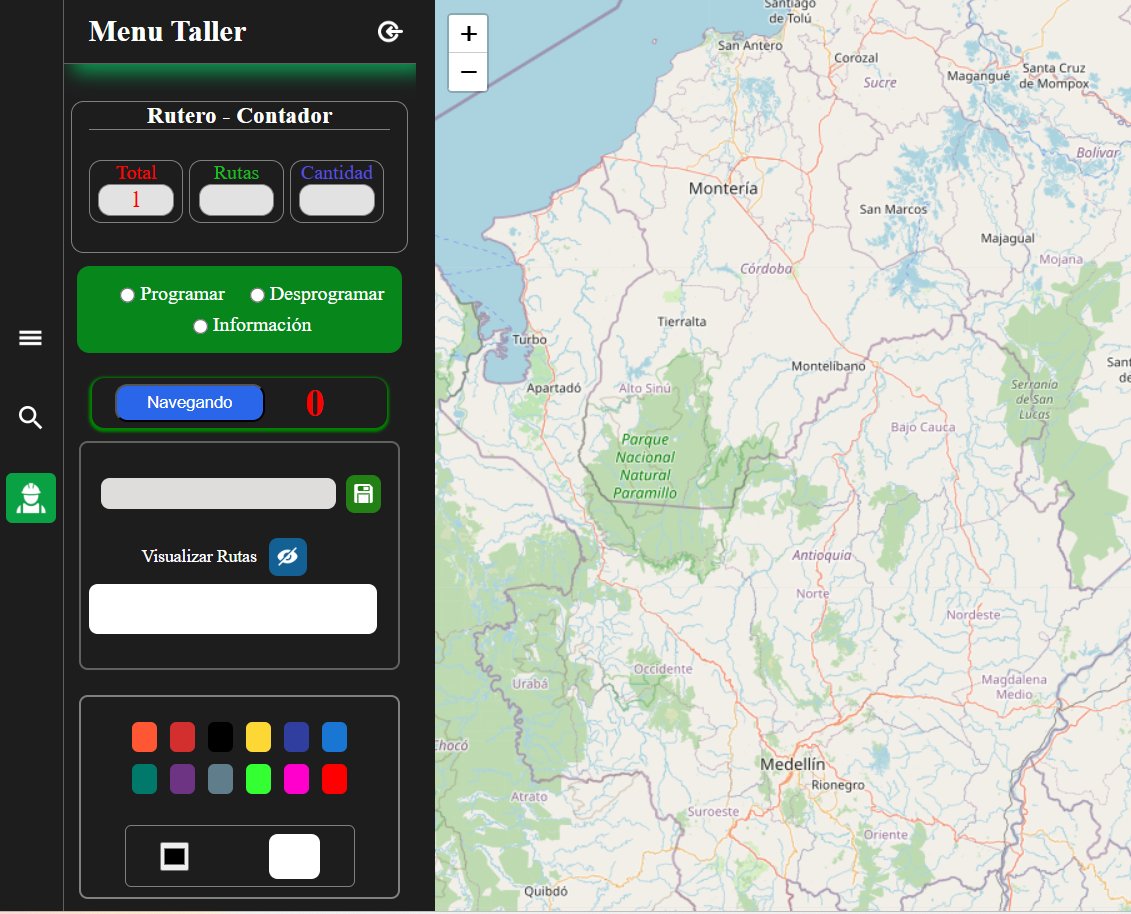 Menu Taller
Rutero - Contador
Total
Rutas
Cantidad
1
Programar
Desprogramar
Información
Navegando
0
Visualizar Rutas
+
−
Santiago
de Tolú
San Antero
Corozal
Sucre
Magangué
Santa Cruz
de Mompox
Bolívar
Montería
San Marcos
Majagual
Mojana
Córdoba
Tierralta
Turbo
Montelíbano
Apartadó
Alto Sinú
Serranía
de San
Lucas
Bajo Cauca
Parque
Nacional
Natural
Paramillo
Antioquia
Norte
Nordeste
Occidente
Urabá
Magdalena
Medio
Chocó
Medellín
Rionegro
Atrato
Suroeste
Oriente
Quibdó